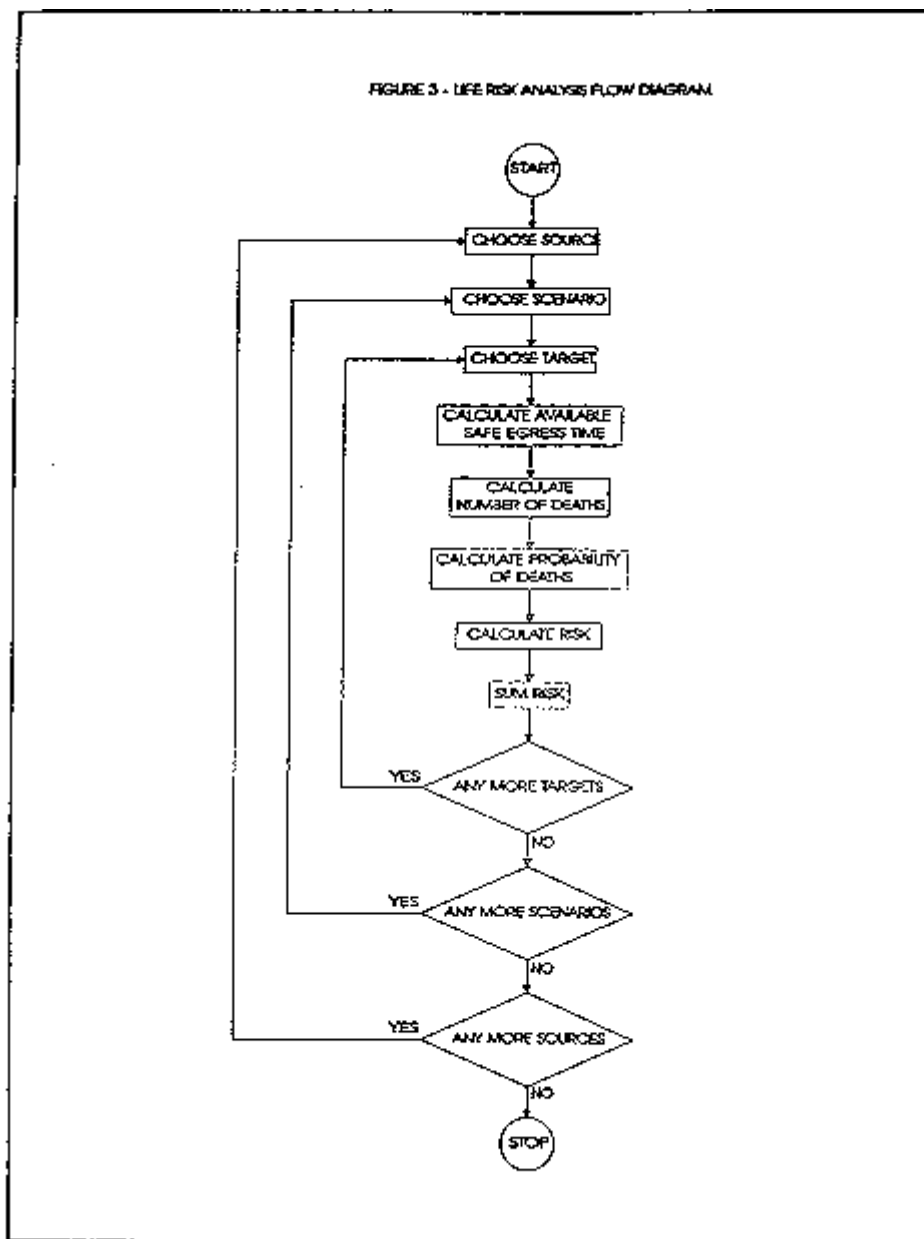 FIGURE 3 - LIFE RISK ANALYSIS FLOW DIAGRAM
START
CHOOSE SOURCE
CHOOSE SCENARIO
CHOOSE TARGET
CALCULATE AVAILABLE
SAFE EGRESS TIME
CALCULATE
NUMBER OF DEATHS
CALCULATE PROBABILITY
OF DEATHS
CALCULATE RISK
SUM RISK
YES
ANY MORE TARGETS
NO
YES
ANY MORE SCENARIOS
NO
YES
ANY MORE SOURCES
NO
STOP